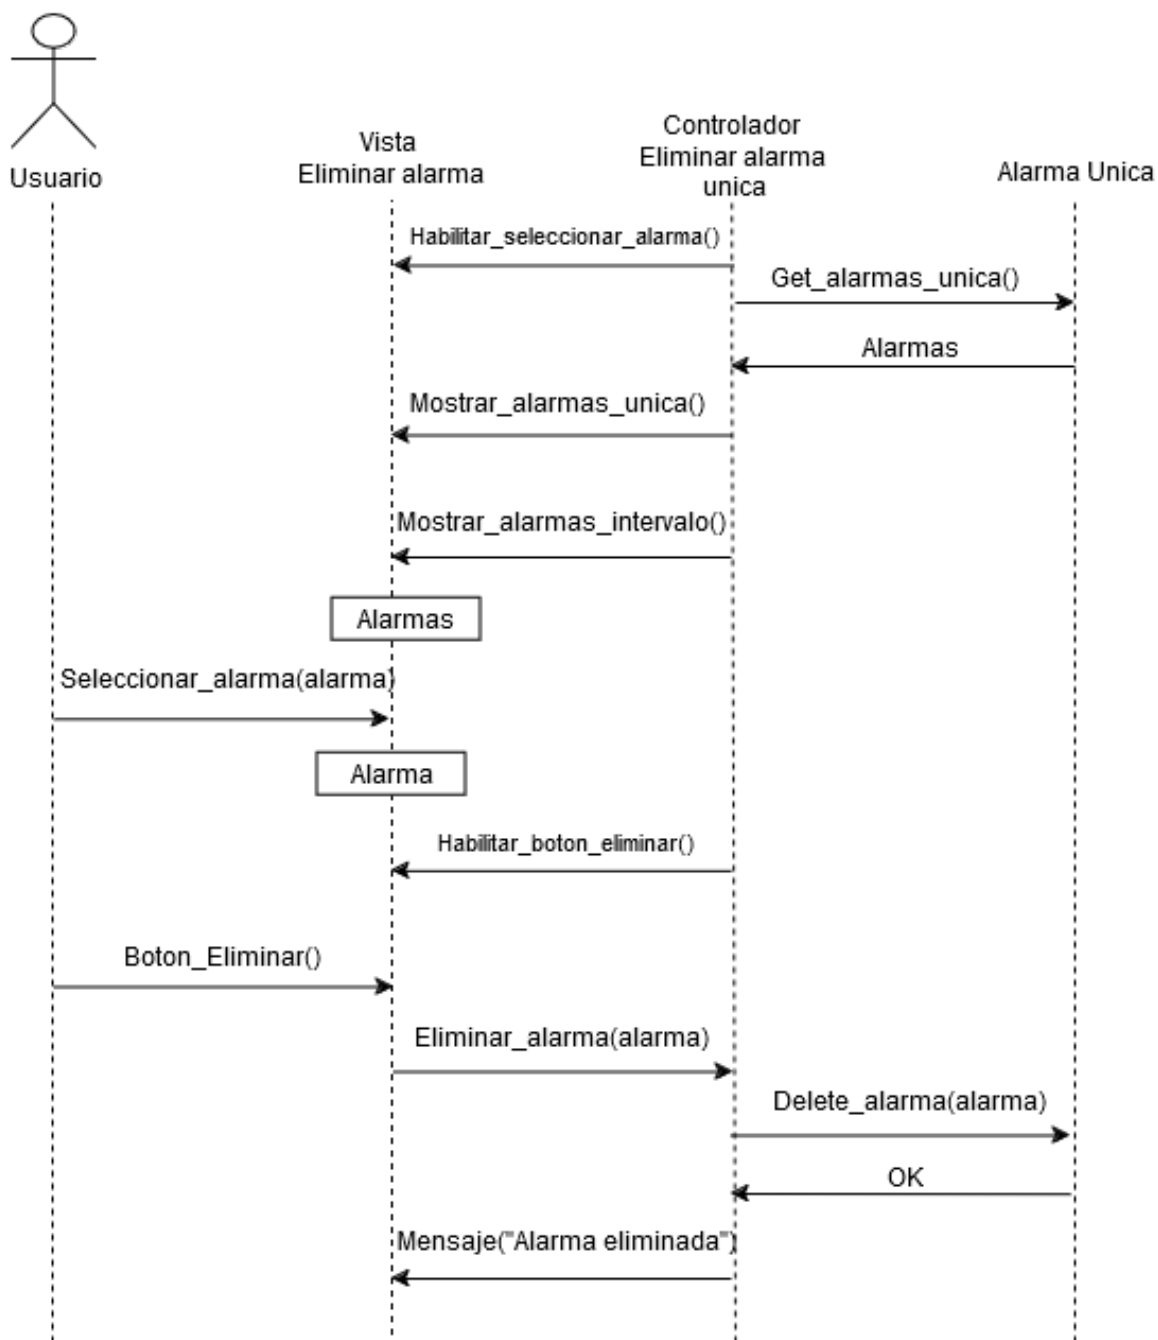 Usuario
Vista
Eliminar alarma
Controlador
Eliminar alarma
unica
Alarma Unica
Habilitar_seleccionar_alarma()
Get_alarmas_unica()
Alarmas
Mostrar_alarmas_unica()
Mostrar_alarmas_intervalo()
Alarmas
Seleccionar_alarma(alarma)
Alarma
Habilitar_boton_eliminar()
Boton_Eliminar()
Eliminar_alarma(alarma)
Delete_alarma(alarma)
OK
Mensaje("Alarma eliminada")